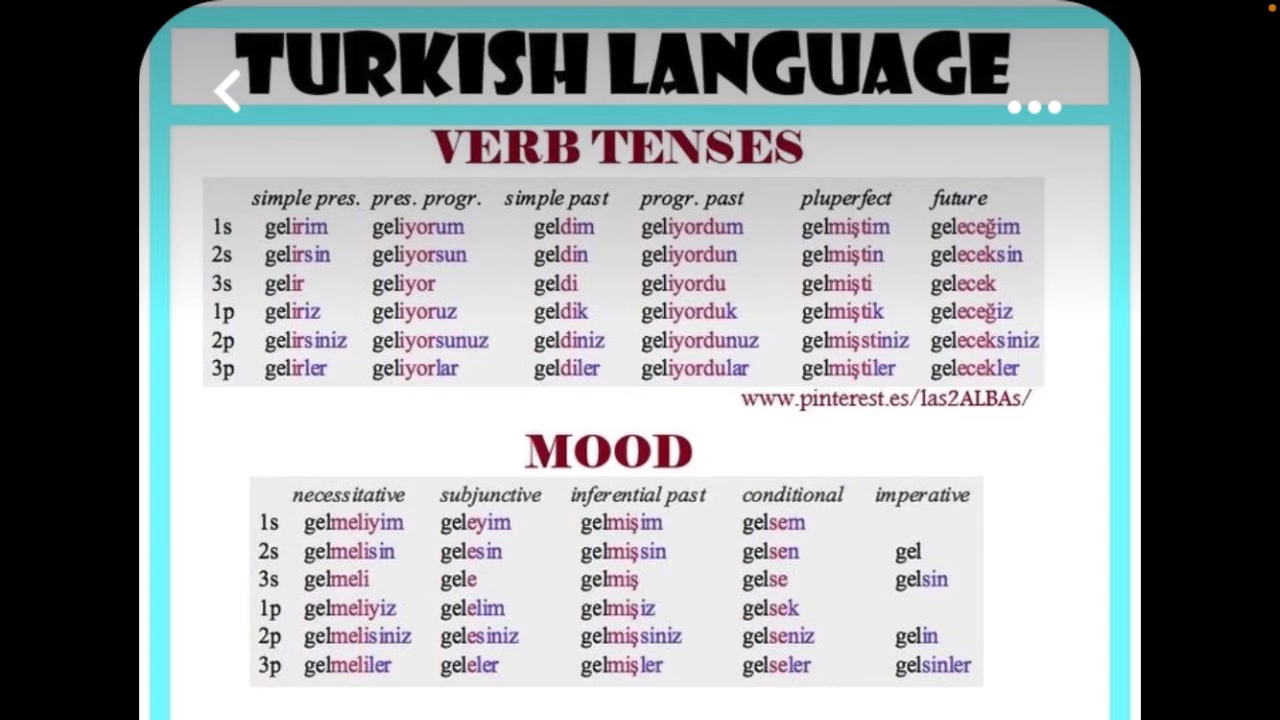 TURKISH LANGUAGE
VERB TENSES
simple pres. pres. progr. simple past progr. past pluperfect future
1s gelirim geliyorum geldim geliyordum gelmiştim geleceğim
2s gelirsin geliyorsun geldin geliyordun gelmiştin geleceksin
3s gelir geliyor geldi geliyordu gelmişti gelecek
1p geliriz geliyoruz geldik geliyorduk gelmiştik geleceğiz
2p gelirsiniz geliyorsunuz geldiniz geliyordunuz gelmişstiniz geleceksiniz
3p gelirler geliyorlar geldiler geliyordular gelmiştiler gelecekler
www.pinterest.es/las2ALBAs/
MOOD
necessitative subjunctive inferential past conditional imperative
1s gelmeliyim geleyim gelmişim gelsem
2s gelmelisin gelesin gelmişsin gelsen gel
3s gelmeli gele gelmiş gelse gelsin
1p gelmeliyiz gelelim gelmişiz gelsek
2p gelmelisiniz gelesiniz gelmişsiniz gelseniz gelin
3p gelmeliler geleler gelmişler gelseler gelsinler